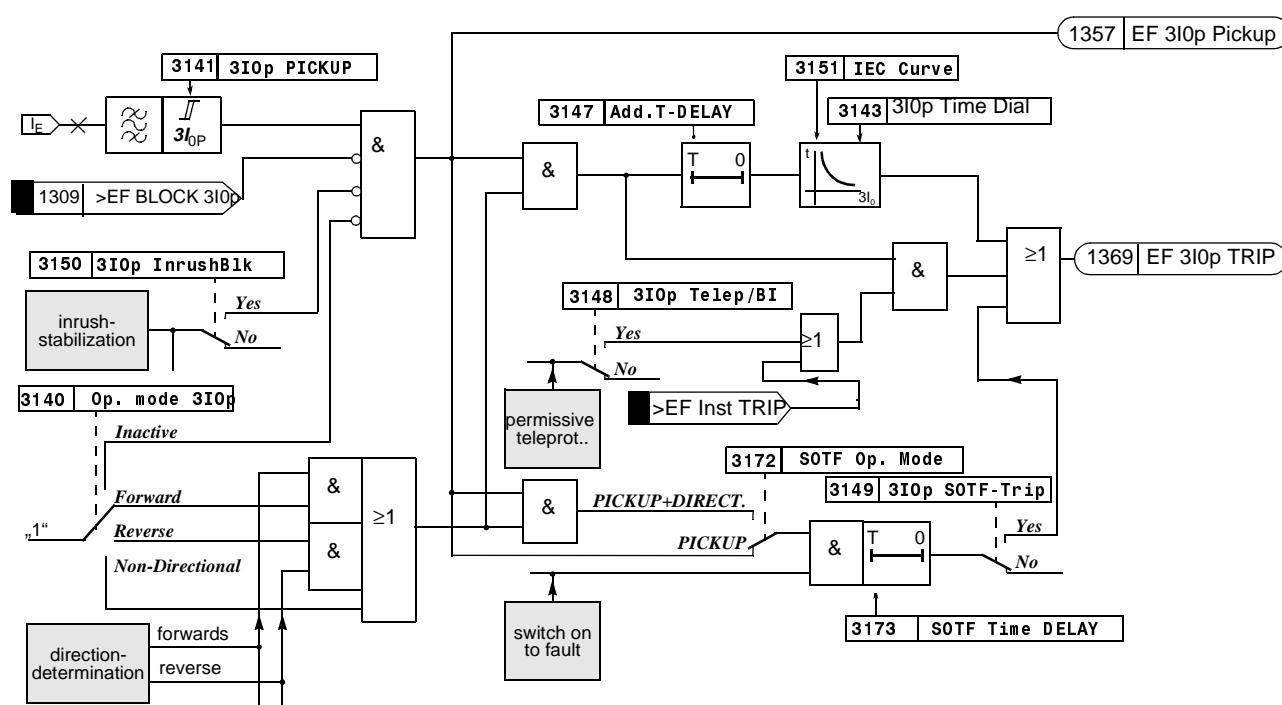 1357 EF 3I0p Pickup
3141 3I0p PICKUP
3151 IEC Curve
3143 3I0p Time Dial
3147 Add.T-DELAY
IE
3I0P
&
&
T 0
t
3I0
1309 >EF BLOCK 3I0p
≥1
1369 EF 3I0p TRIP
3150 3I0p InrushBlk
&
3148 3I0p Telep/BI
Yes
inrush-
stabilization
No
Yes
≥1
No
3140 Op. mode 3I0p
>EF Inst TRIP
permissive
teleprot..
Inactive
3172 SOTF Op. Mode
3149 3I0p SOTF-Trip
&
Forward
≥1
&
PICKUP+DIRECT.
Yes
„1“
Reverse
PICKUP
&
T 0
&
No
Non-Directional
switch on
to fault
3173 SOTF Time DELAY
forwards
direction-
determination
reverse